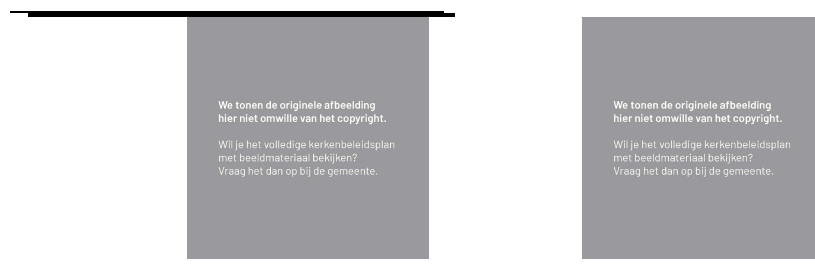 We tonen de originele afbeelding
hier niet omwille van het copyright.
Wil je het volledige kerkenbeleidsplan
met beeldmateriaal bekijken?
Vraag het dan op bij de gemeente.
We tonen de originele afbeelding
hier niet omwille van het copyright.
Wil je het volledige kerkenbeleidsplan
met beeldmateriaal bekijken?
Vraag het dan op bij de gemeente.